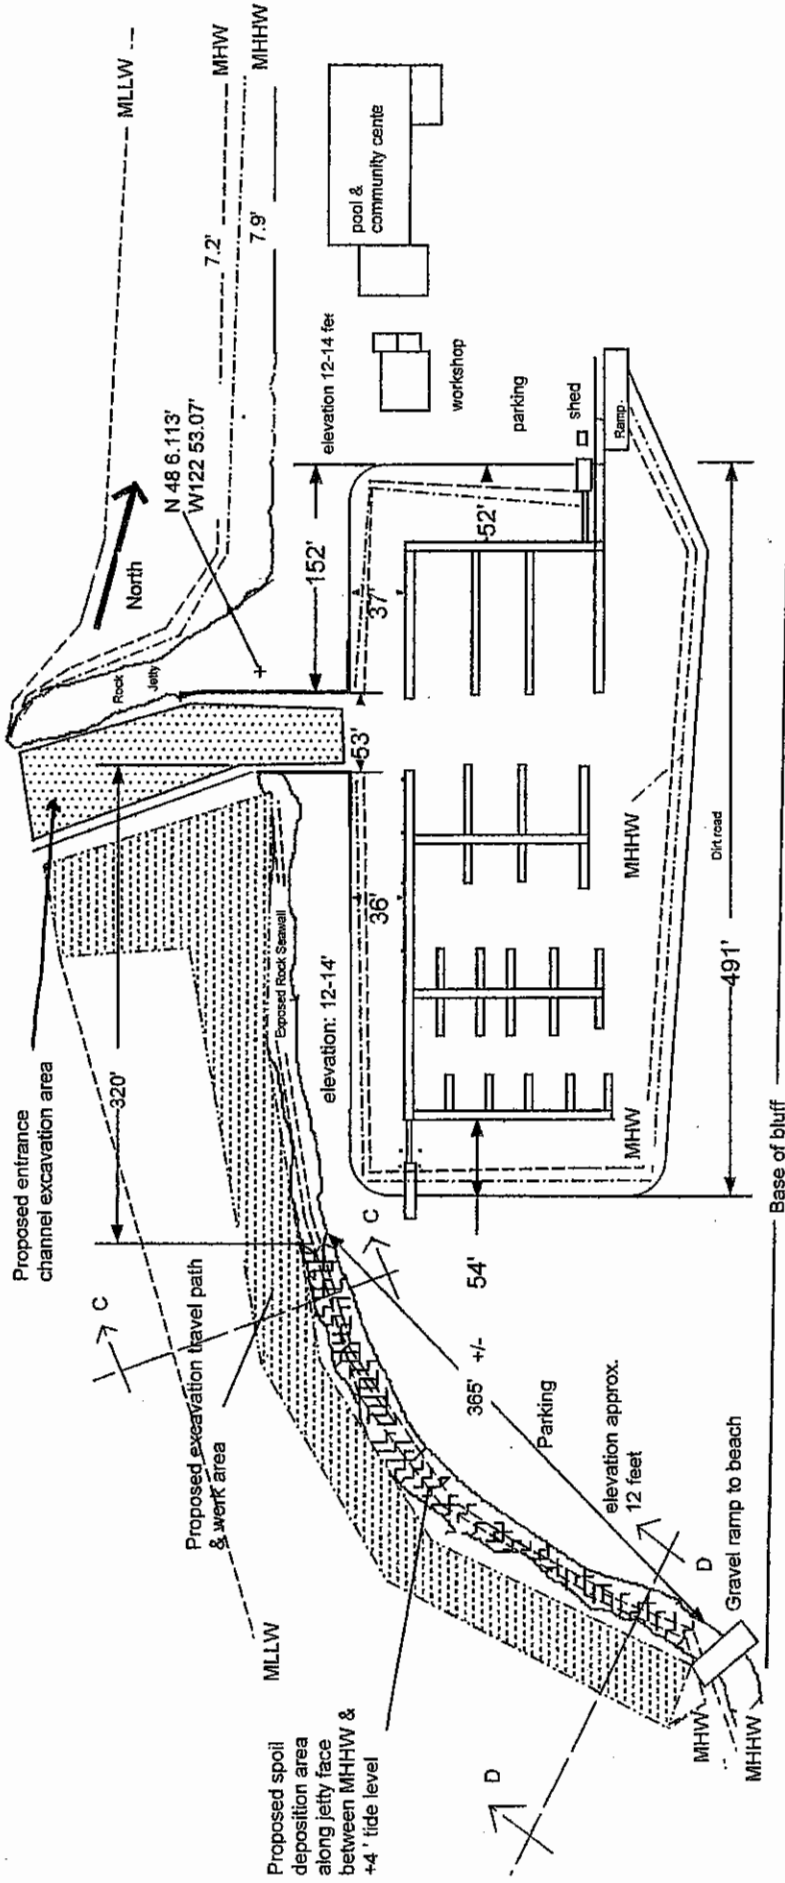 MLLW
MHW
MHHW
7.2'
7.9'
North
N 48 6.113'
W122 53.07'
Rock
Jetty
pool &
community cente
elevation 12-14 feet
workshop
parking
shed
Ramp
152'
52'
37'
53'
36'
Proposed entrance
channel excavation area
320'
Exposed Rock Seawall
elevation: 12-14'
MHHW
MHW
Dirt road
491'
Base of bluff
54'
C
C
Proposed excavation travel path
& werk area
MLLW
365' +/-
Parking
elevation approx.
12 feet
Proposed spoil
deposition area
along jetty face
between MHHW &
+4 ' tide level
D
D
Gravel ramp to beach
MHW
MHHW